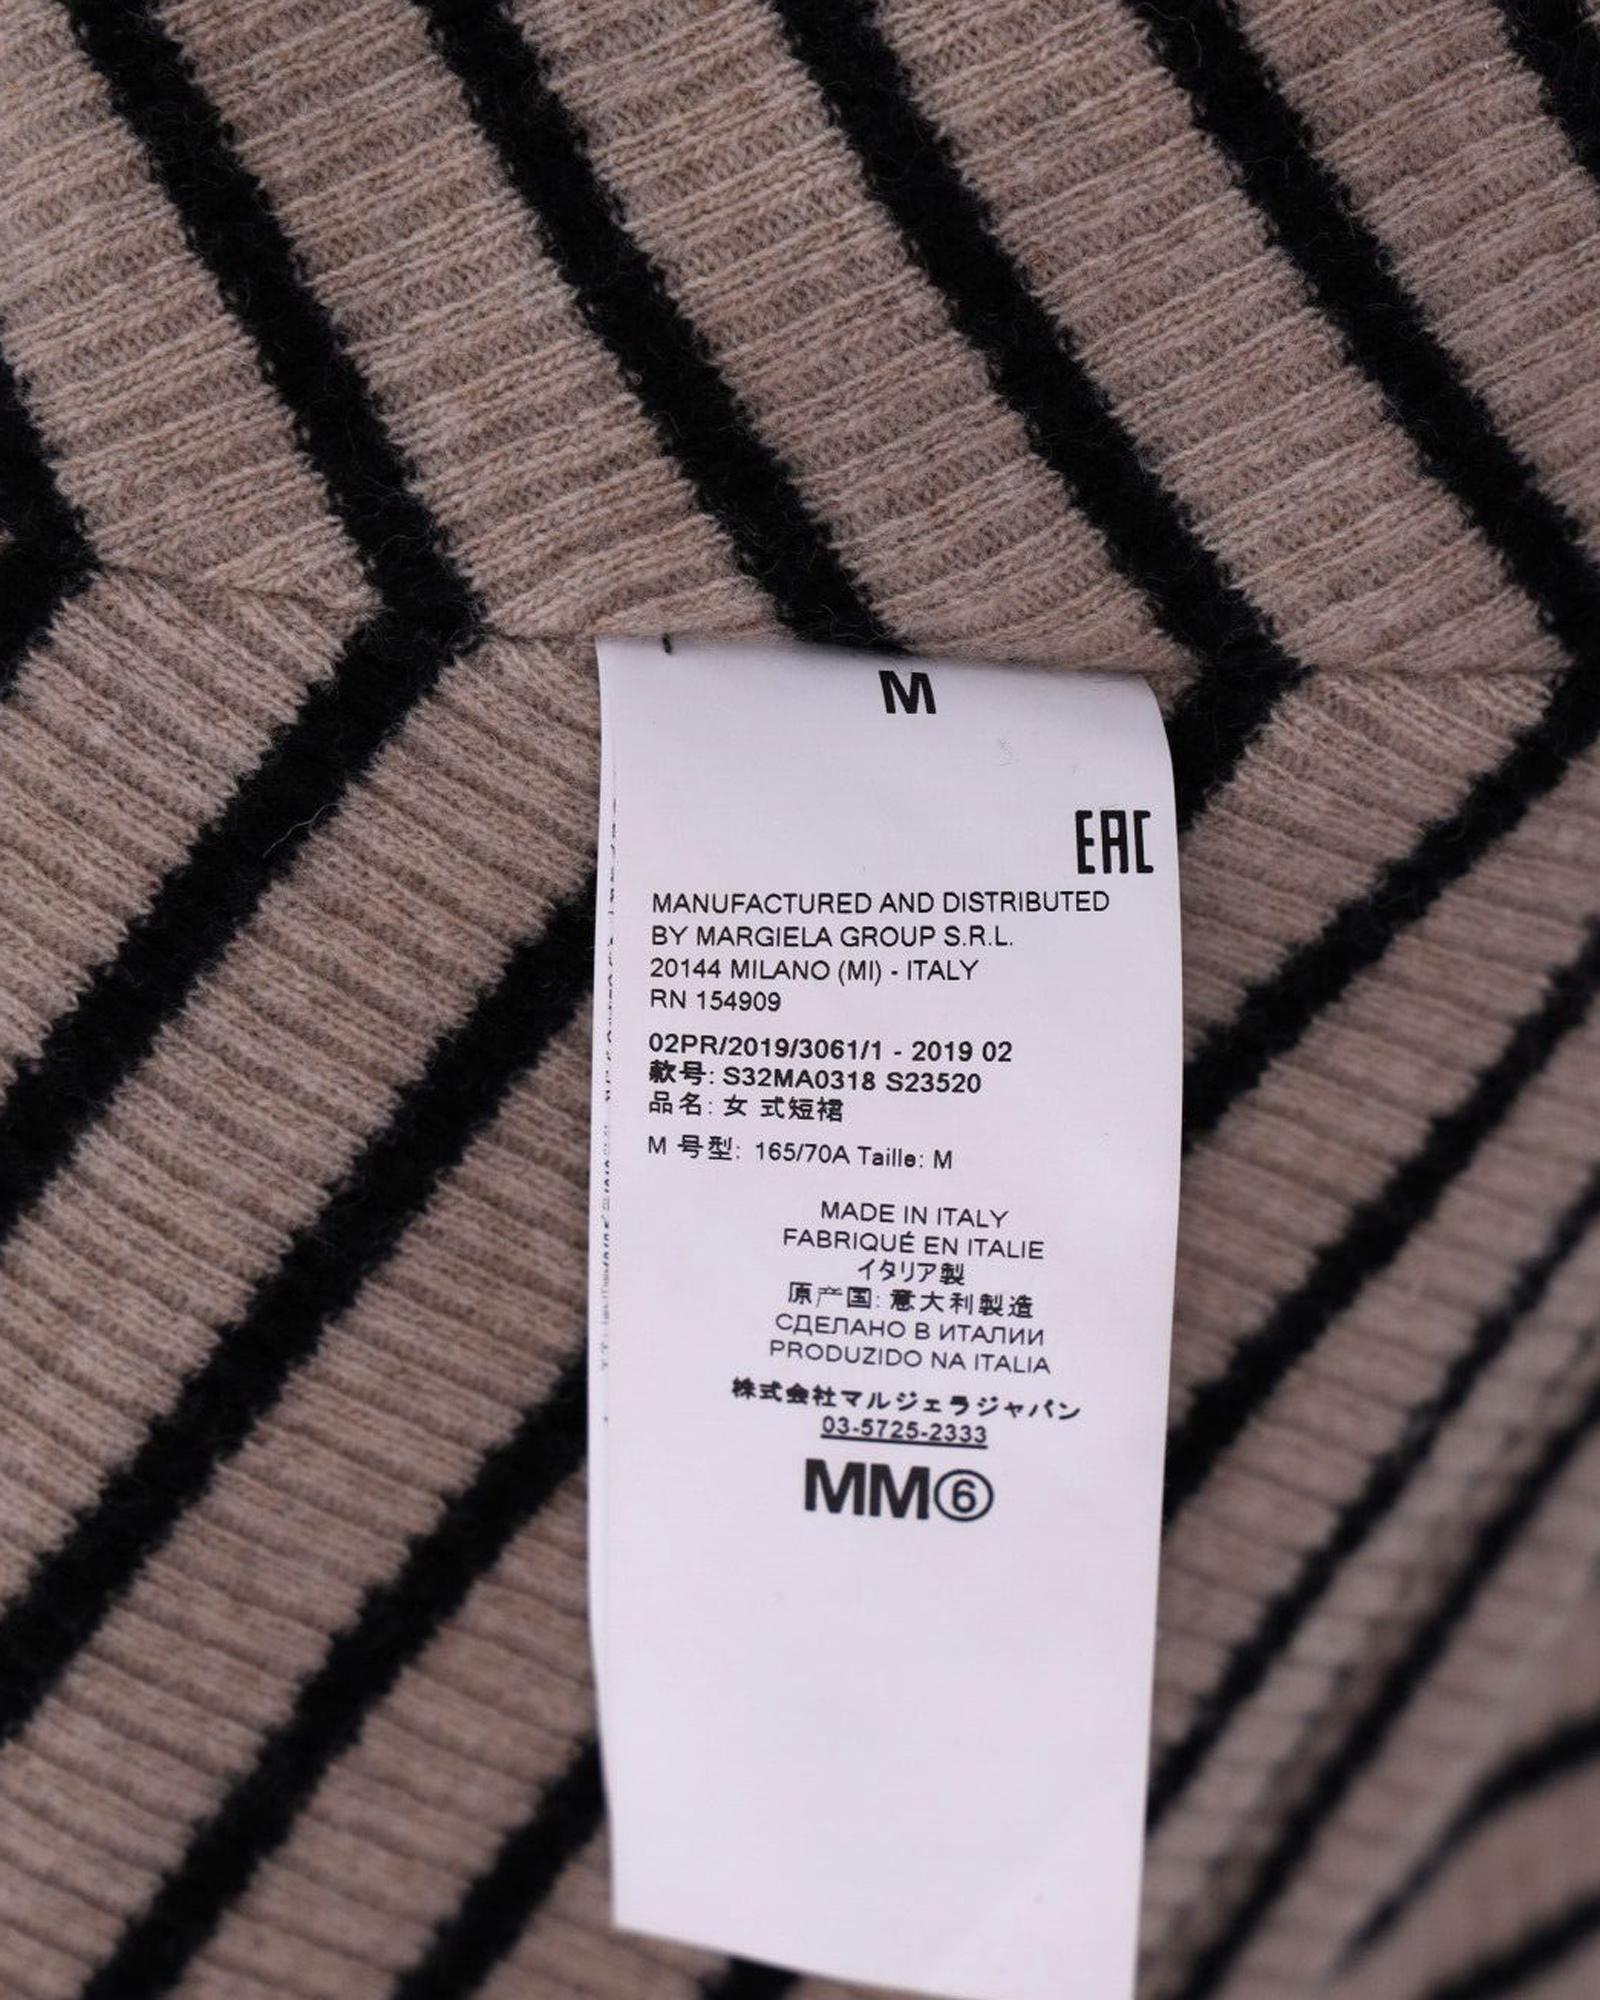 M
EAC
MANUFACTURED AND DISTRIBUTED
BY MARGIELA GROUP S.R.L.
20144 MILANO (MI) - ITALY
RN 154909
02PR/2019/3061/1 - 2019 02
款号: S32MA0318 S23520
品名: 女 式短裙
M 号型: 165/70A Taille: M
MADE IN ITALY
FABRIQUÉ EN ITALIE
イタリア製
原产国: 意大利製造
СДЕЛАНО В ИТАЛИИ
PRODUZIDO NA ITALIA
株式会社マルジェラジャパン
03-5725-2333
MM⑥